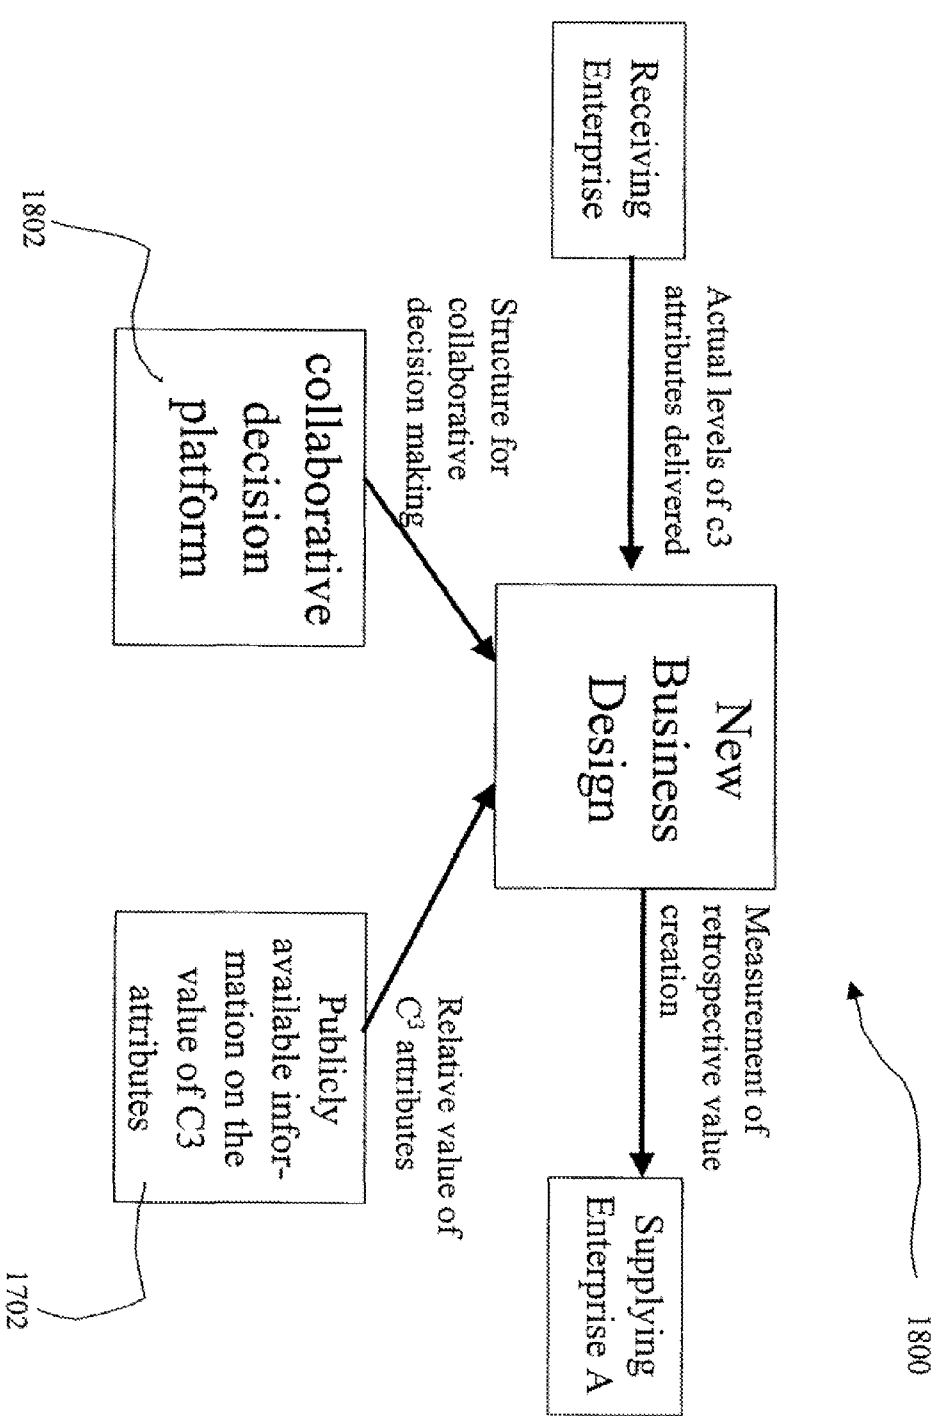 1800
Receiving
Enterprise
Actual levels of c3
attributes delivered
New
Business
Design
Measurement of
retrospective value
creation
Supplying
Enterprise A
Structure for
collaborative
decision making
Relative value of
C³ attributes
collaborative
decision
platform
Publicly
available infor-
mation on the
value of C3
attributes
1802
1702